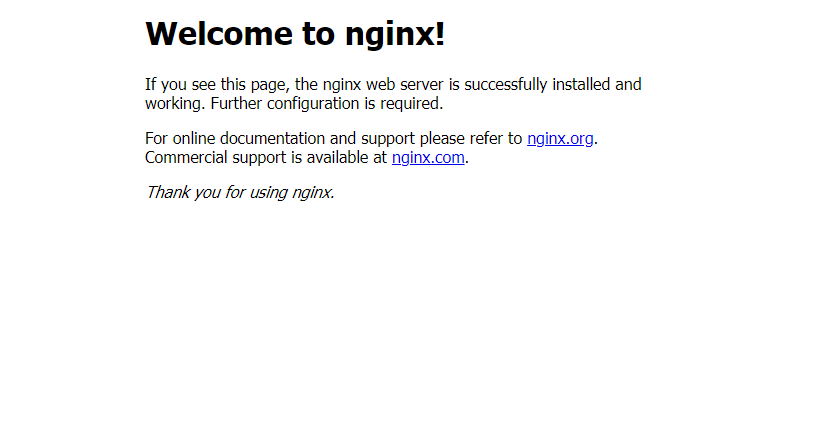 Welcome to nginx!
If you see this page, the nginx web server is successfully installed and
working. Further configuration is required.
For online documentation and support please refer to nginx.org.
Commercial support is available at nginx.com.
Thank you for using nginx.